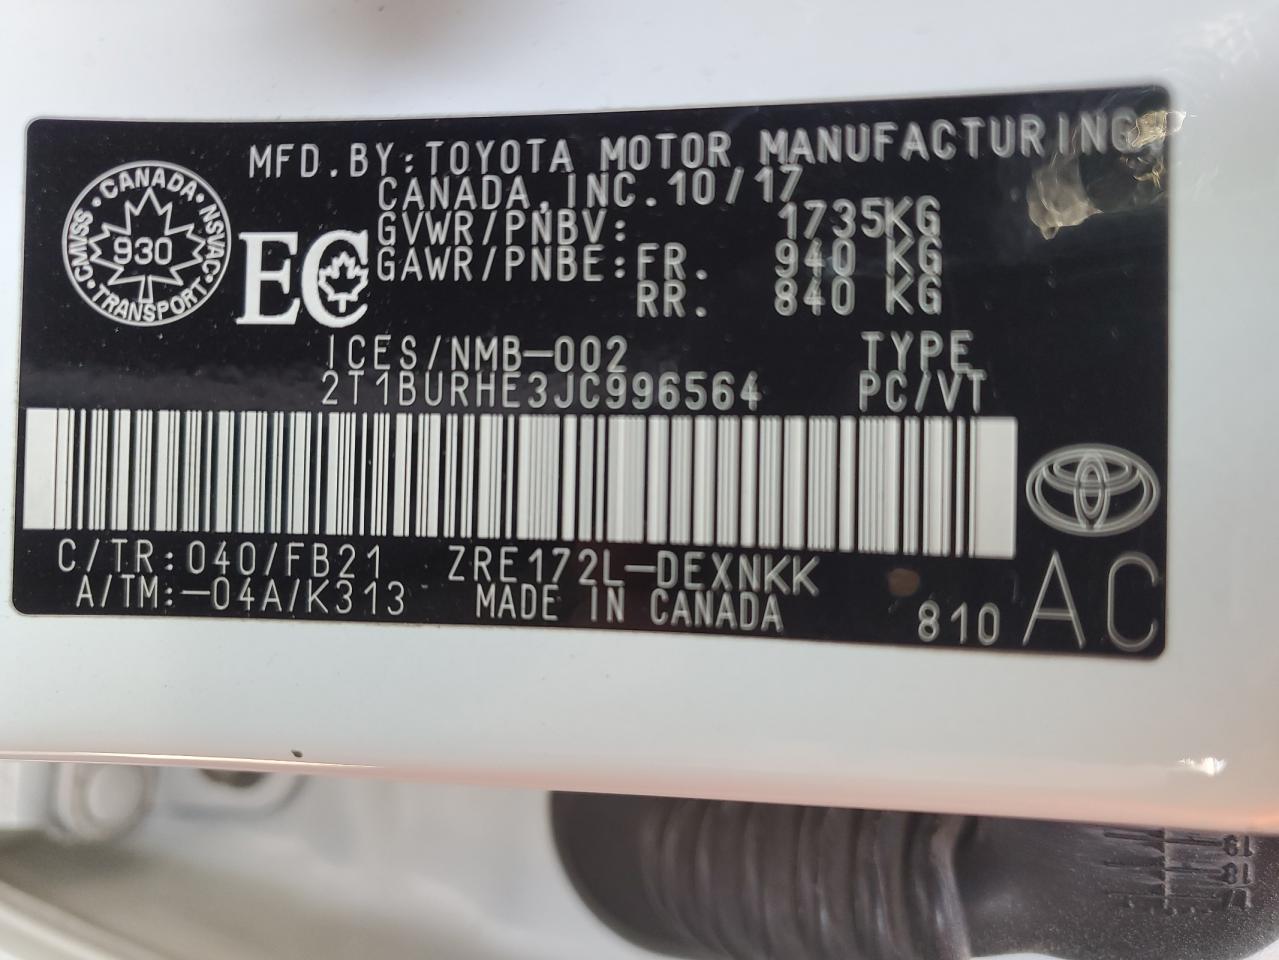 MFD.BY:TOYOTA MOTOR MANUFACTURING
CANADA,INC.10/17
GVWR/PNBV: 1735KG
GAWR/PNBE:FR. 940 KG
RR. 840 KG
CANADA
CMVSS
930
NSVAC
TRANSPORT
EC
ICES/NMB-002
TYPE
2T1BURHE3JC996564
PC/VT
C/TR:040/FB21
ZRE172L-DEXNKK
A/TM:-04A/K313
MADE IN CANADA
810
AC
19
18